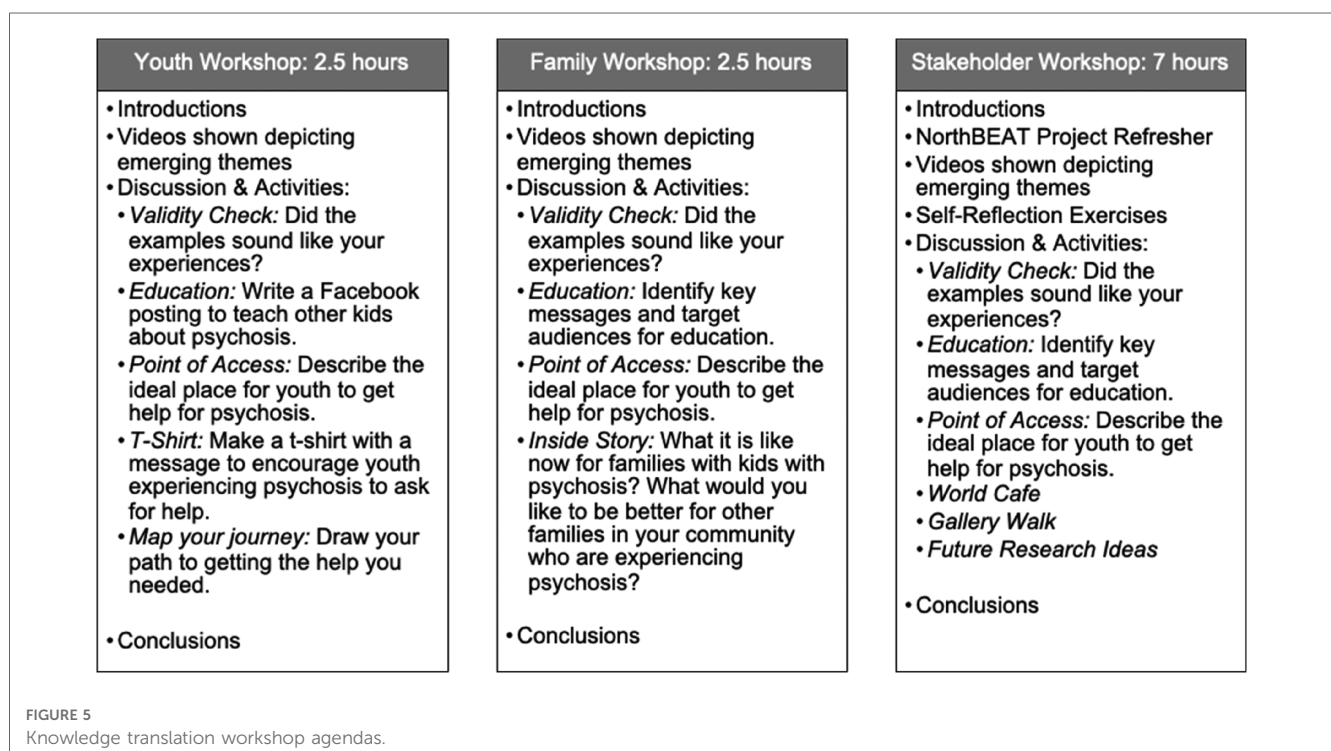 Youth Workshop: 2.5 hours
• Introductions
• Videos shown depicting
emerging themes
• Discussion & Activities:
• Validity Check: Did the
examples sound like your
experiences?
• Education: Write a Facebook
posting to teach other kids
about psychosis.
• Point of Access: Describe the
ideal place for youth to get
help for psychosis.
• T-Shirt: Make a t-shirt with a
message to encourage youth
experiencing psychosis to ask
for help.
• Map your journey: Draw your
path to getting the help you
needed.
• Conclusions
Family Workshop: 2.5 hours
• Introductions
• Videos shown depicting
emerging themes
• Discussion & Activities:
• Validity Check: Did the
examples sound like your
experiences?
• Education: Identify key
messages and target
audiences for education.
• Point of Access: Describe the
ideal place for youth to get
help for psychosis.
• Inside Story: What it is like
now for families with kids with
psychosis? What would you
like to be better for other
families in your community
who are experiencing
psychosis?
• Conclusions
Stakeholder Workshop: 7 hours
• Introductions
• NorthBEAT Project Refresher
• Videos shown depicting
emerging themes
• Self-Reflection Exercises
• Discussion & Activities:
• Validity Check: Did the
examples sound like your
experiences?
• Education: Identify key
messages and target
audiences for education.
• Point of Access: Describe the
ideal place for youth to get
help for psychosis.
• World Cafe
• Gallery Walk
• Future Research Ideas
• Conclusions
FIGURE 5
Knowledge translation workshop agendas.